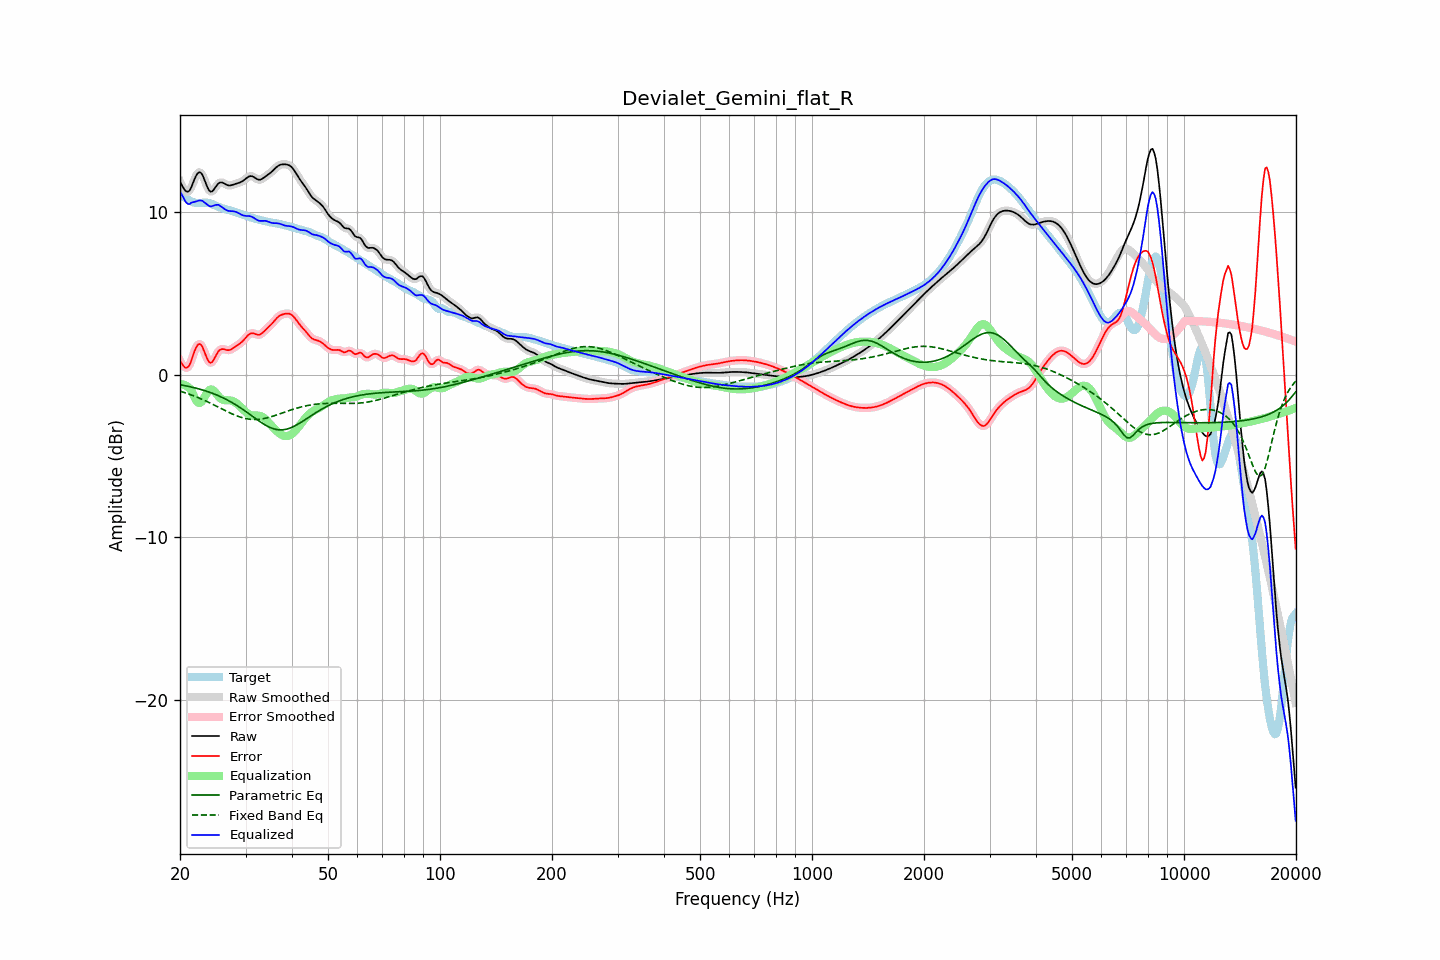 Devialet_Gemini_flat_R
Amplitude (dBr)
10
0
−10
−20
Target
Raw Smoothed
Error Smoothed
Raw
Error
Equalization
Parametric Eq
Fixed Band Eq
Equalized
20 50 100 200 500 1000 2000 5000 10000 20000
Frequency (Hz)